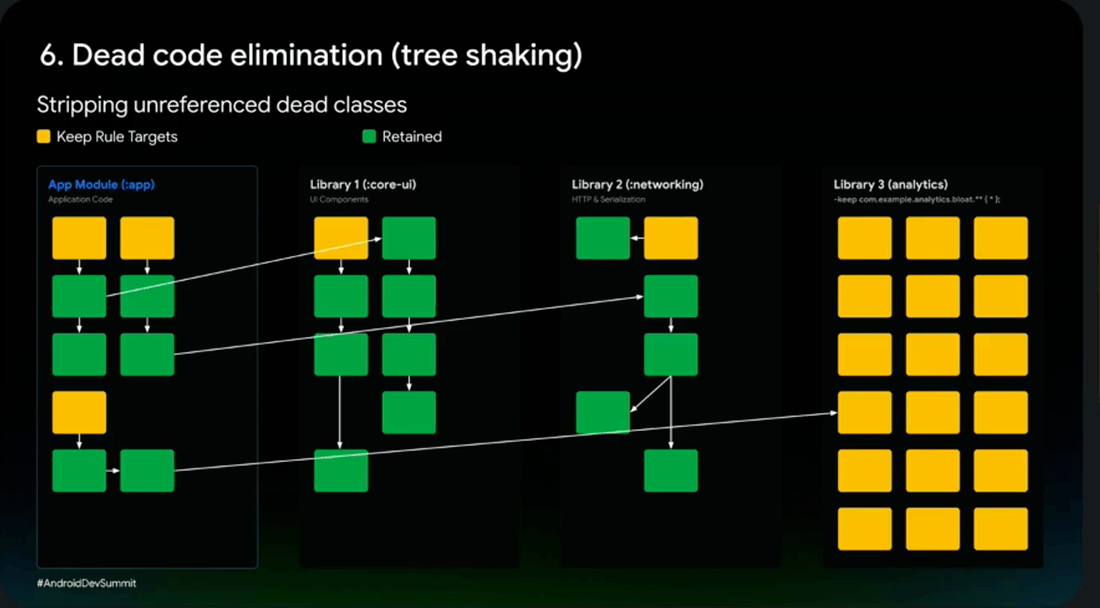 6. Dead code elimination (tree shaking)
Stripping unreferenced dead classes
Keep Rule Targets
Retained
App Module (:app)
Application Code
Library 1 (:core-ui)
UI Components
Library 2 (:networking)
HTTP & Serialization
Library 3 (analytics)
-keep com.example.analytics.bloat.** { *; };
#AndroidDevSummit